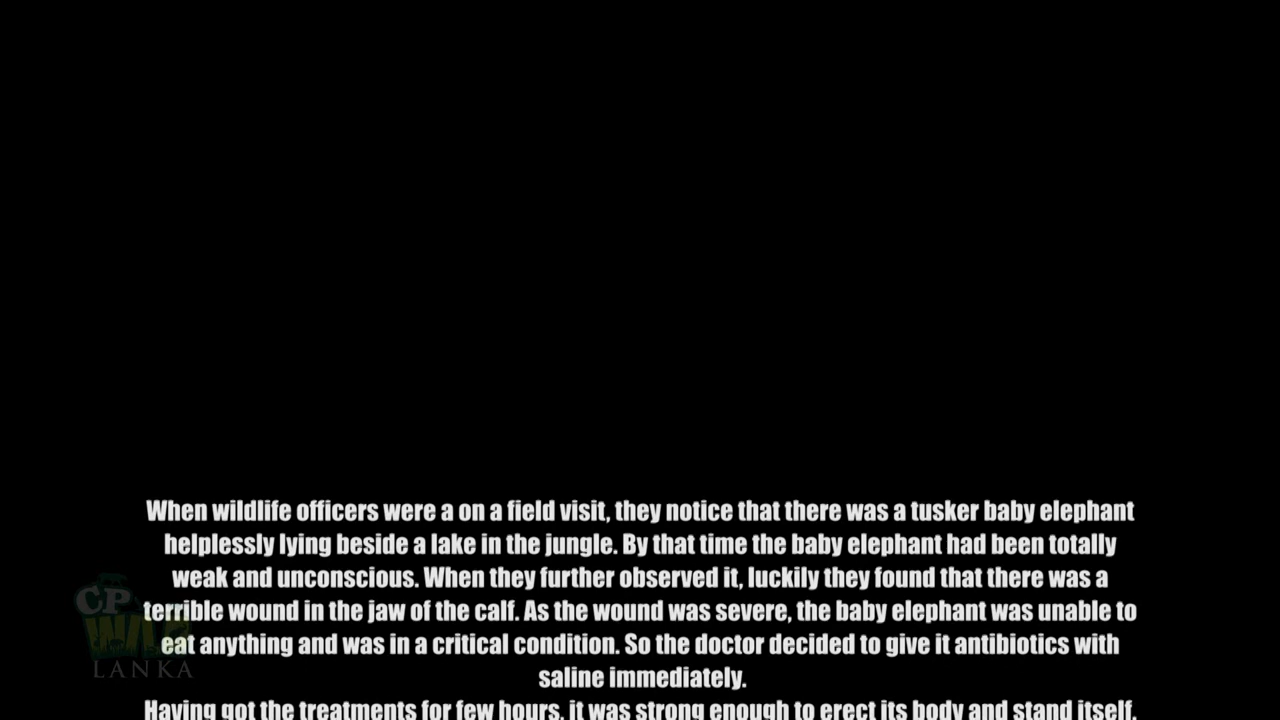 When wildlife officers were a on a field visit, they notice that there was a tusker baby elephant
helplessly lying beside a lake in the jungle. By that time the baby elephant had been totally
weak and unconscious. When they further observed it, luckily they found that there was a
terrible wound in the jaw of the calf. As the wound was severe, the baby elephant was unable to
eat anything and was in a critical condition. So the doctor decided to give it antibiotics with
saline immediately.
Having got the treatments for few hours, it was strong enough to erect its body and stand itself.
CP
LANKA